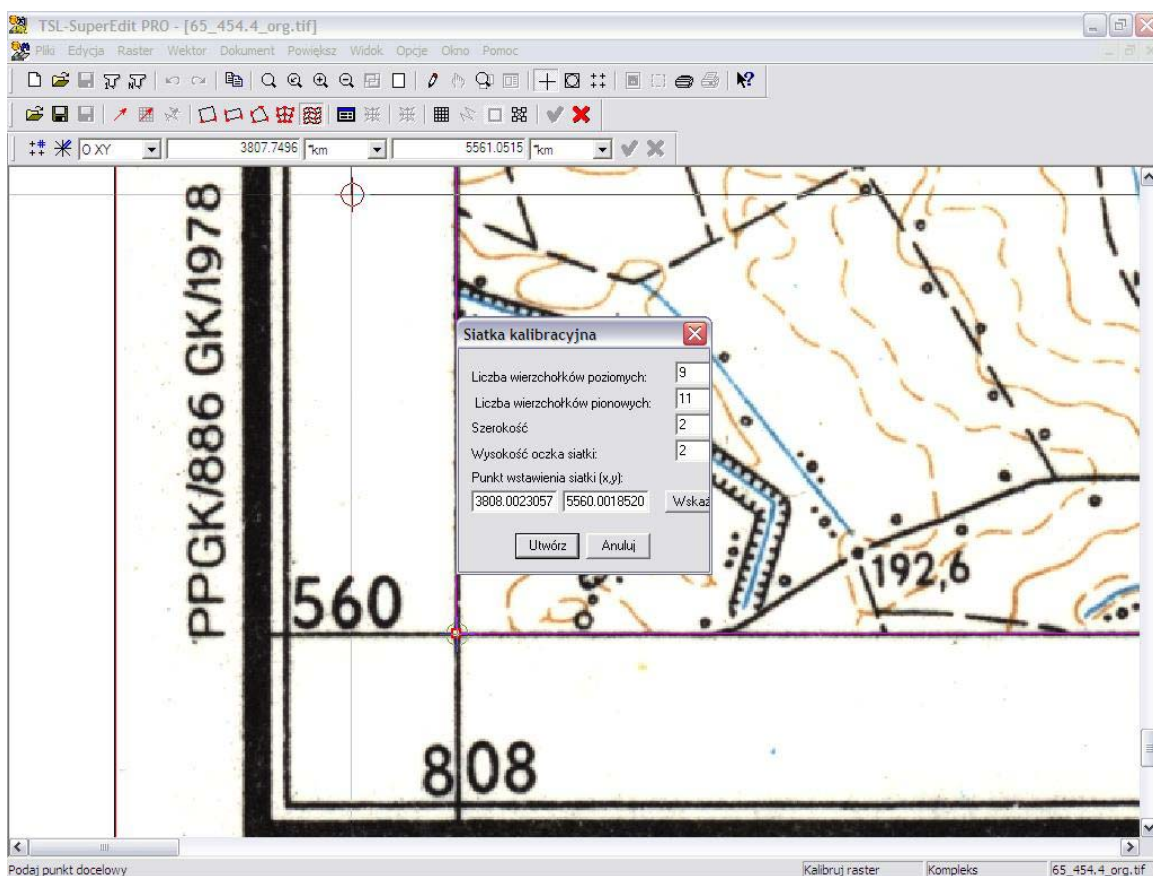 TSL-SuperEdit PRO - [65_454.4_org.tif]
Pliki Edycja Raster Wektor Dokument Powiększ Widok Opcje Okno Pomoc
O XY 3807.7496 "km 5561.0515 "km
PPGK/886 GK/1978
Siatka kalibracyjna
Liczba wierzchołków poziomych: 9
Liczba wierzchołków pionowych: 11
Szerokość 2
Wysokość oczka siatki: 2
Punkt wstawienia siatki (x,y):
3808.0023057 5560.0018520 Wskaż
Utwórz Anuluj
192,6
560
808
Podaj punkt docelowy Kalibruj raster Kompleks 65_454.4_org.tif